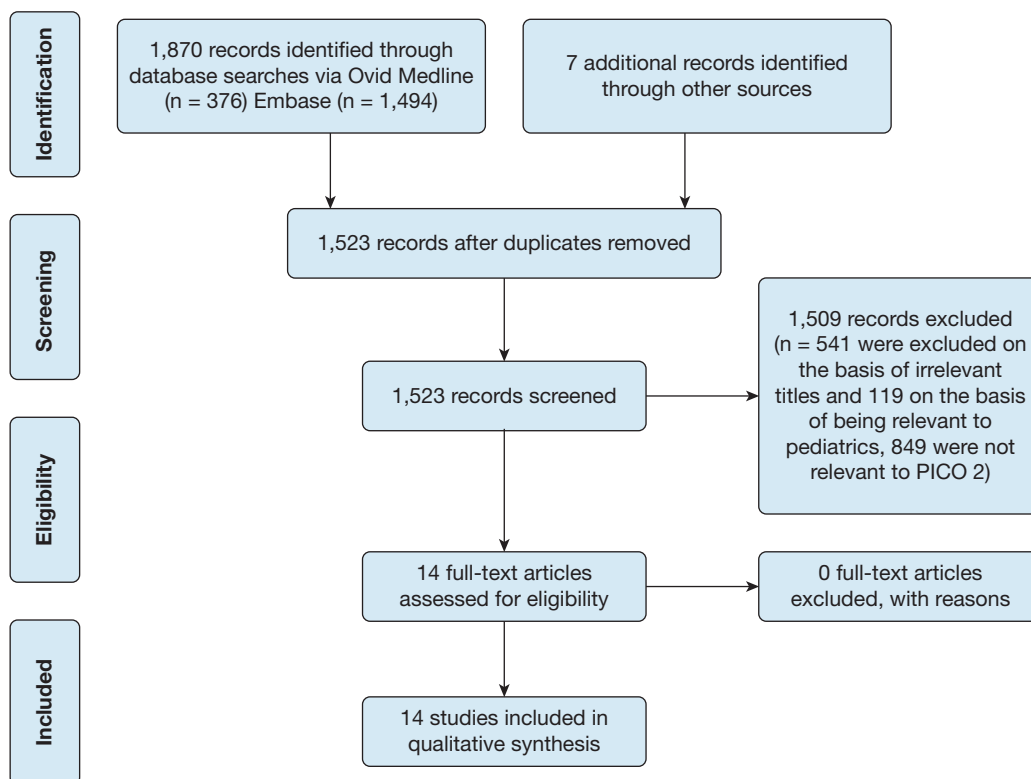 Identification
1,870 records identified through
database searches via Ovid Medline
(n = 376) Embase (n = 1,494)
7 additional records identified
through other sources
Screening
1,523 records after duplicates removed
1,523 records screened
1,509 records excluded
(n = 541 were excluded on
the basis of irrelevant
titles and 119 on the basis
of being relevant to
pediatrics, 849 were not
relevant to PICO 2)
Eligibility
14 full-text articles
assessed for eligibility
0 full-text articles
excluded, with reasons
Included
14 studies included in
qualitative synthesis